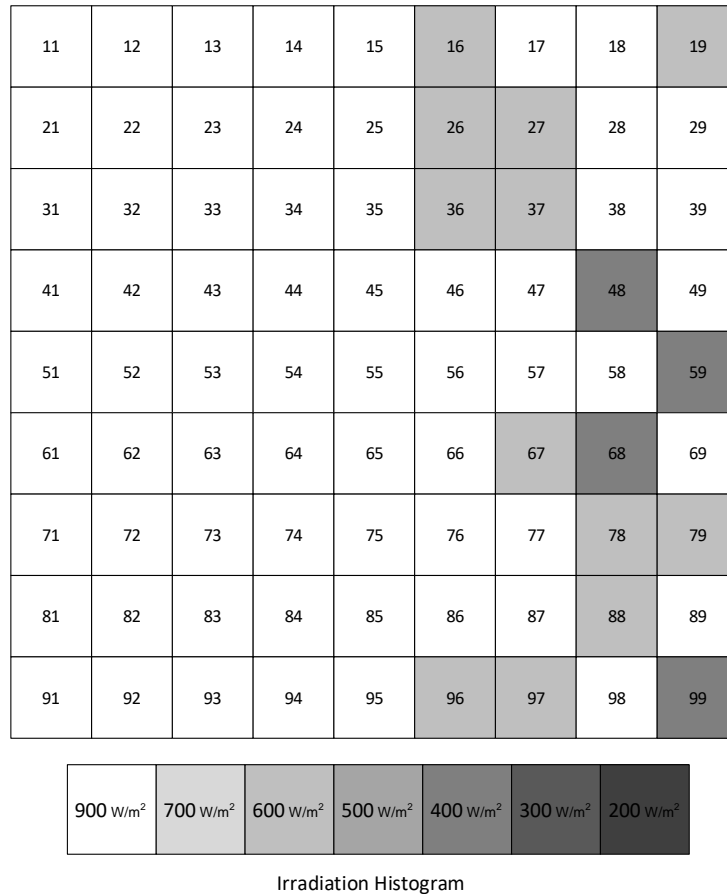 11 12 13 14 15 16 17 18 19
21 22 23 24 25 26 27 28 29
31 32 33 34 35 36 37 38 39
41 42 43 44 45 46 47 48 49
51 52 53 54 55 56 57 58 59
61 62 63 64 65 66 67 68 69
71 72 73 74 75 76 77 78 79
81 82 83 84 85 86 87 88 89
91 92 93 94 95 96 97 98 99
900 W/m² 700 W/m² 600 W/m² 500 W/m² 400 W/m² 300 W/m² 200 W/m²
Irradiation Histogram